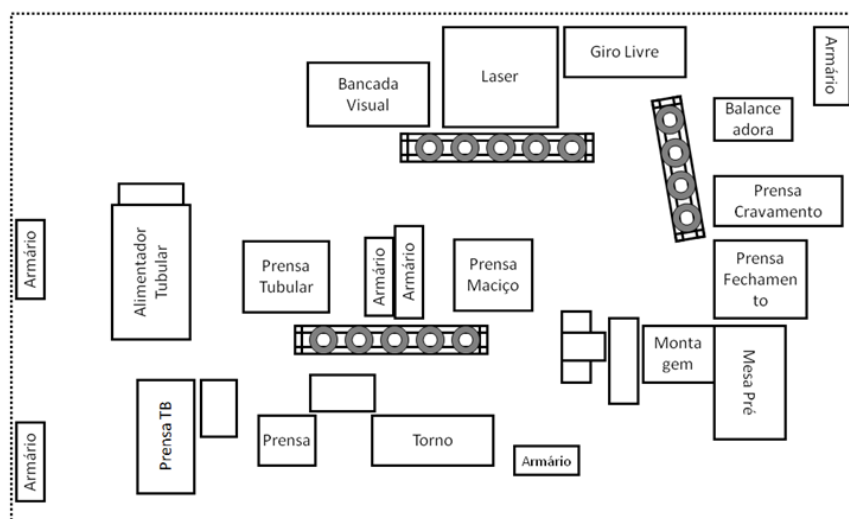 Giro Livre
Armário
Laser
Bancada
Visual
Balance
adora
Prensa
Cravamento
Armário
Alimentador
Tubular
Prensa
Tubular
Armário
Armário
Prensa
Maciço
Prensa
Fechamen
to
Monta
gem
Mesa Pré
Prensa TB
Prensa
Torno
Armário
Armário